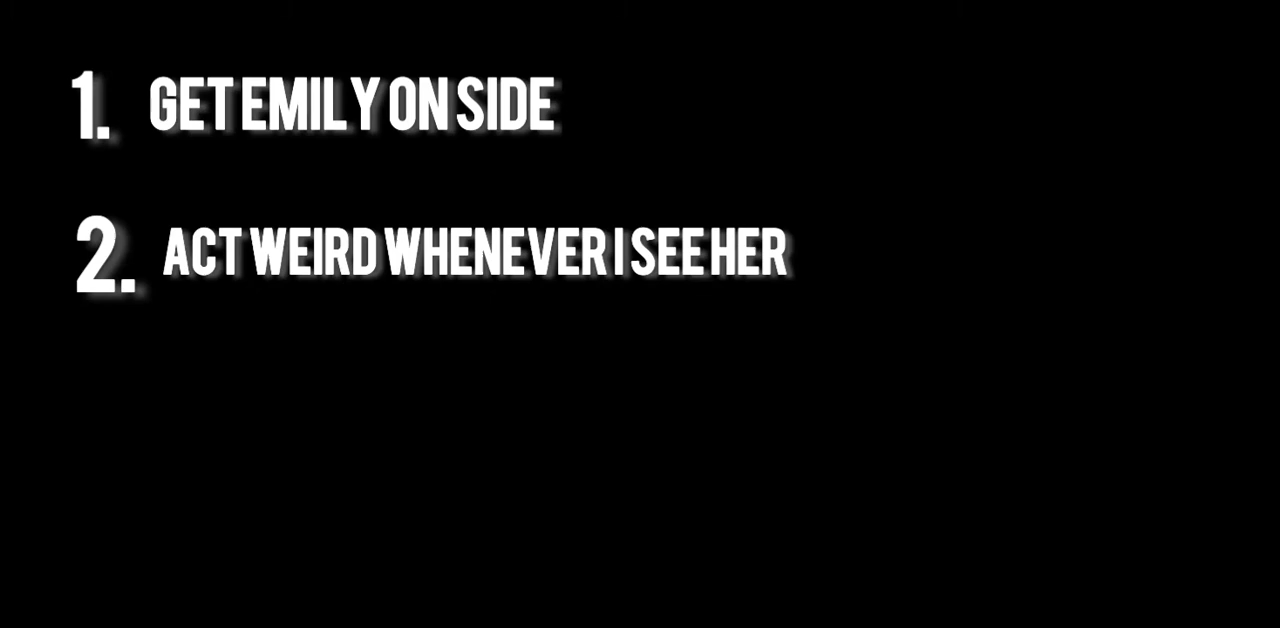 1. GET EMILY ON SIDE
2. ACT WEIRD WHENEVER I SEE HER